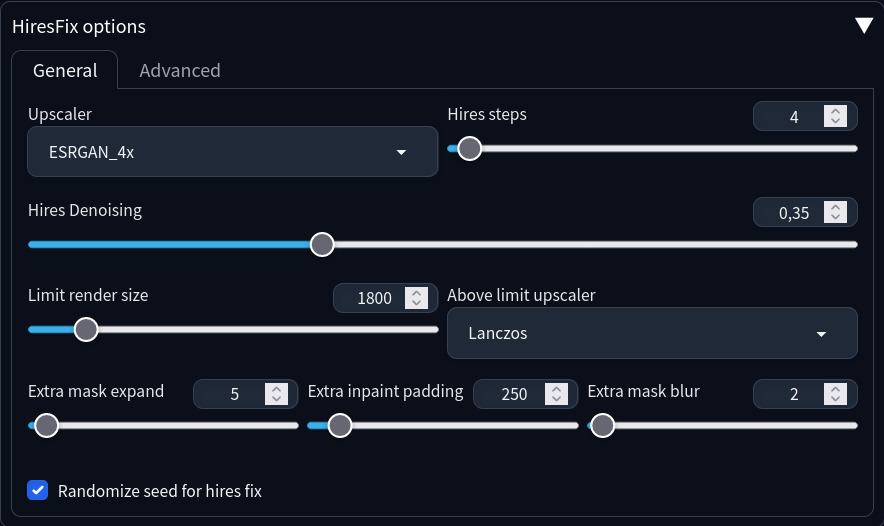 HiresFix options
General Advanced
Upscaler
ESRGAN_4x
Hires steps 4
Hires Denoising 0,35
Limit render size 1800
Above limit upscaler
Lanczos
Extra mask expand 5 Extra inpaint padding 250 Extra mask blur 2
Randomize seed for hires fix